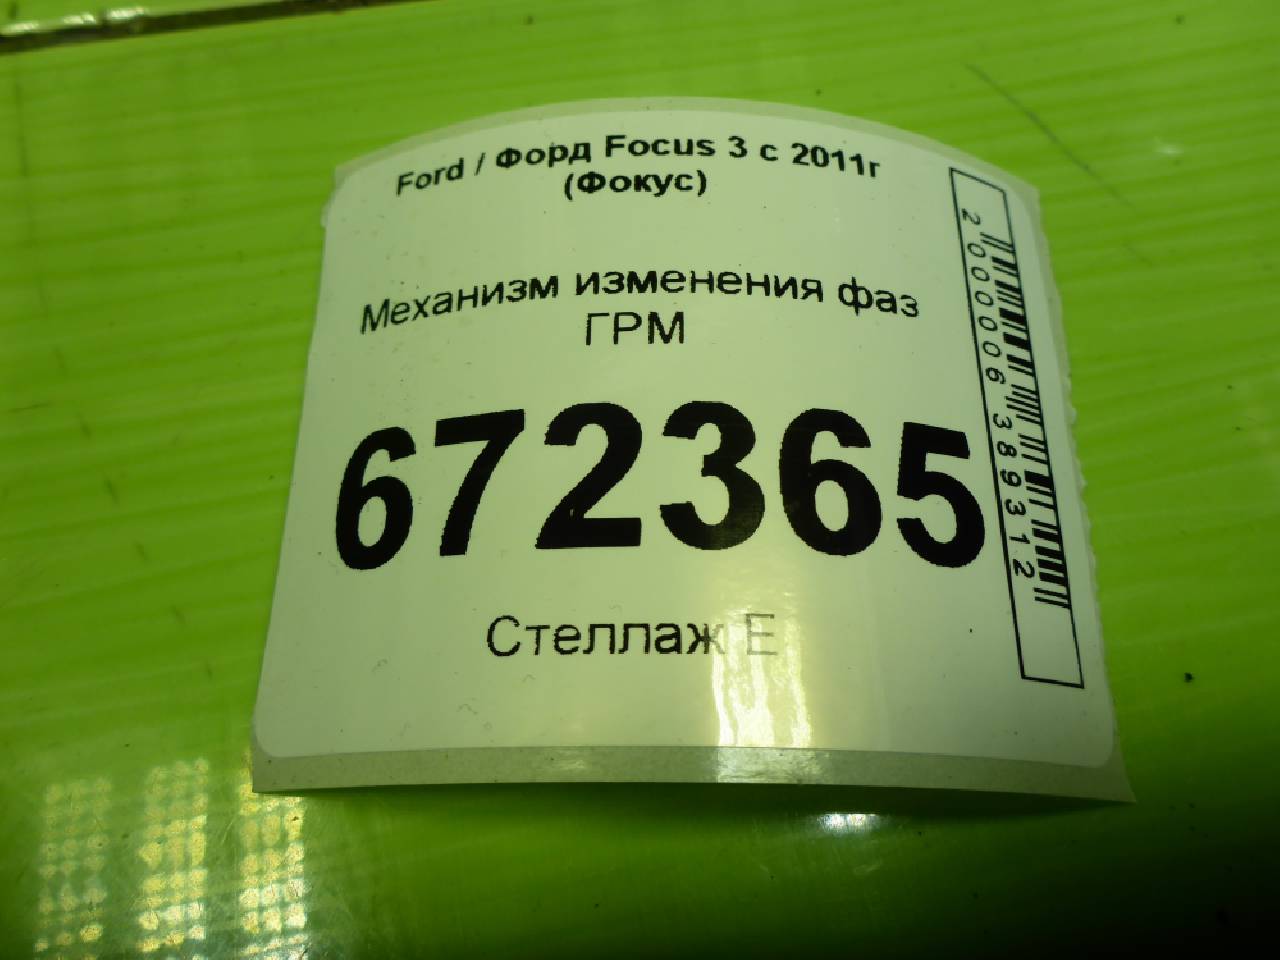 Ford / Форд Focus 3 с 2011г
(Фокус)
Механизм изменения фаз
ГРМ
672365
Стеллаж Е
2000006389312